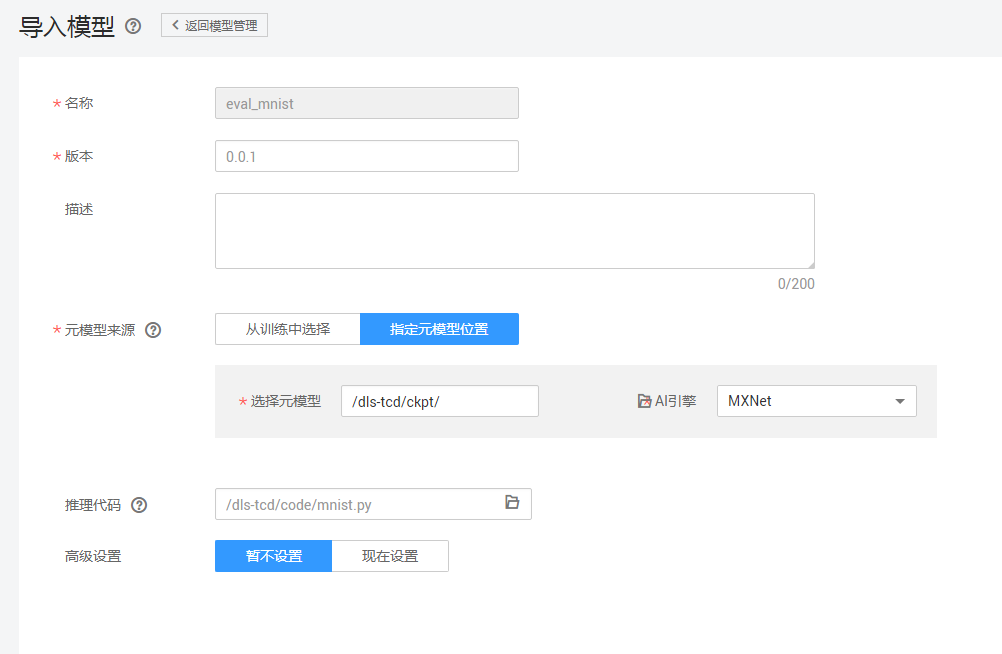 导入模型 ? < 返回模型管理
* 名称 eval_mnist
* 版本 0.0.1
描述
0/200
* 元模型来源 ? 从训练中选择 指定元模型位置
* 选择元模型 /dls-tcd/ckpt/ * AI引擎 MXNet
推理代码 ? /dls-tcd/code/mnist.py
高级设置 暂不设置 现在设置